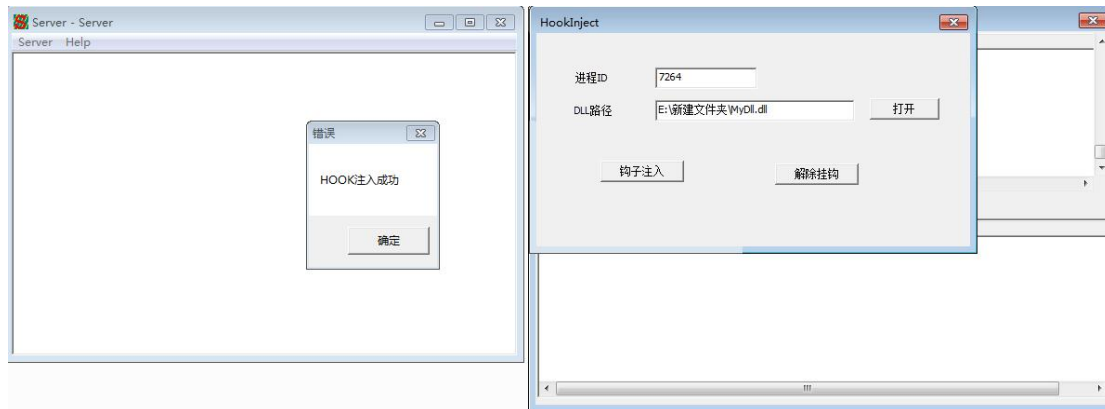 Server - Server
Server Help
错误
HOOK注入成功
确定
HookInject
进程ID
7264
DLL路径
E:\新建文件夹\MyDll.dll
打开
钩子注入
解除挂钩